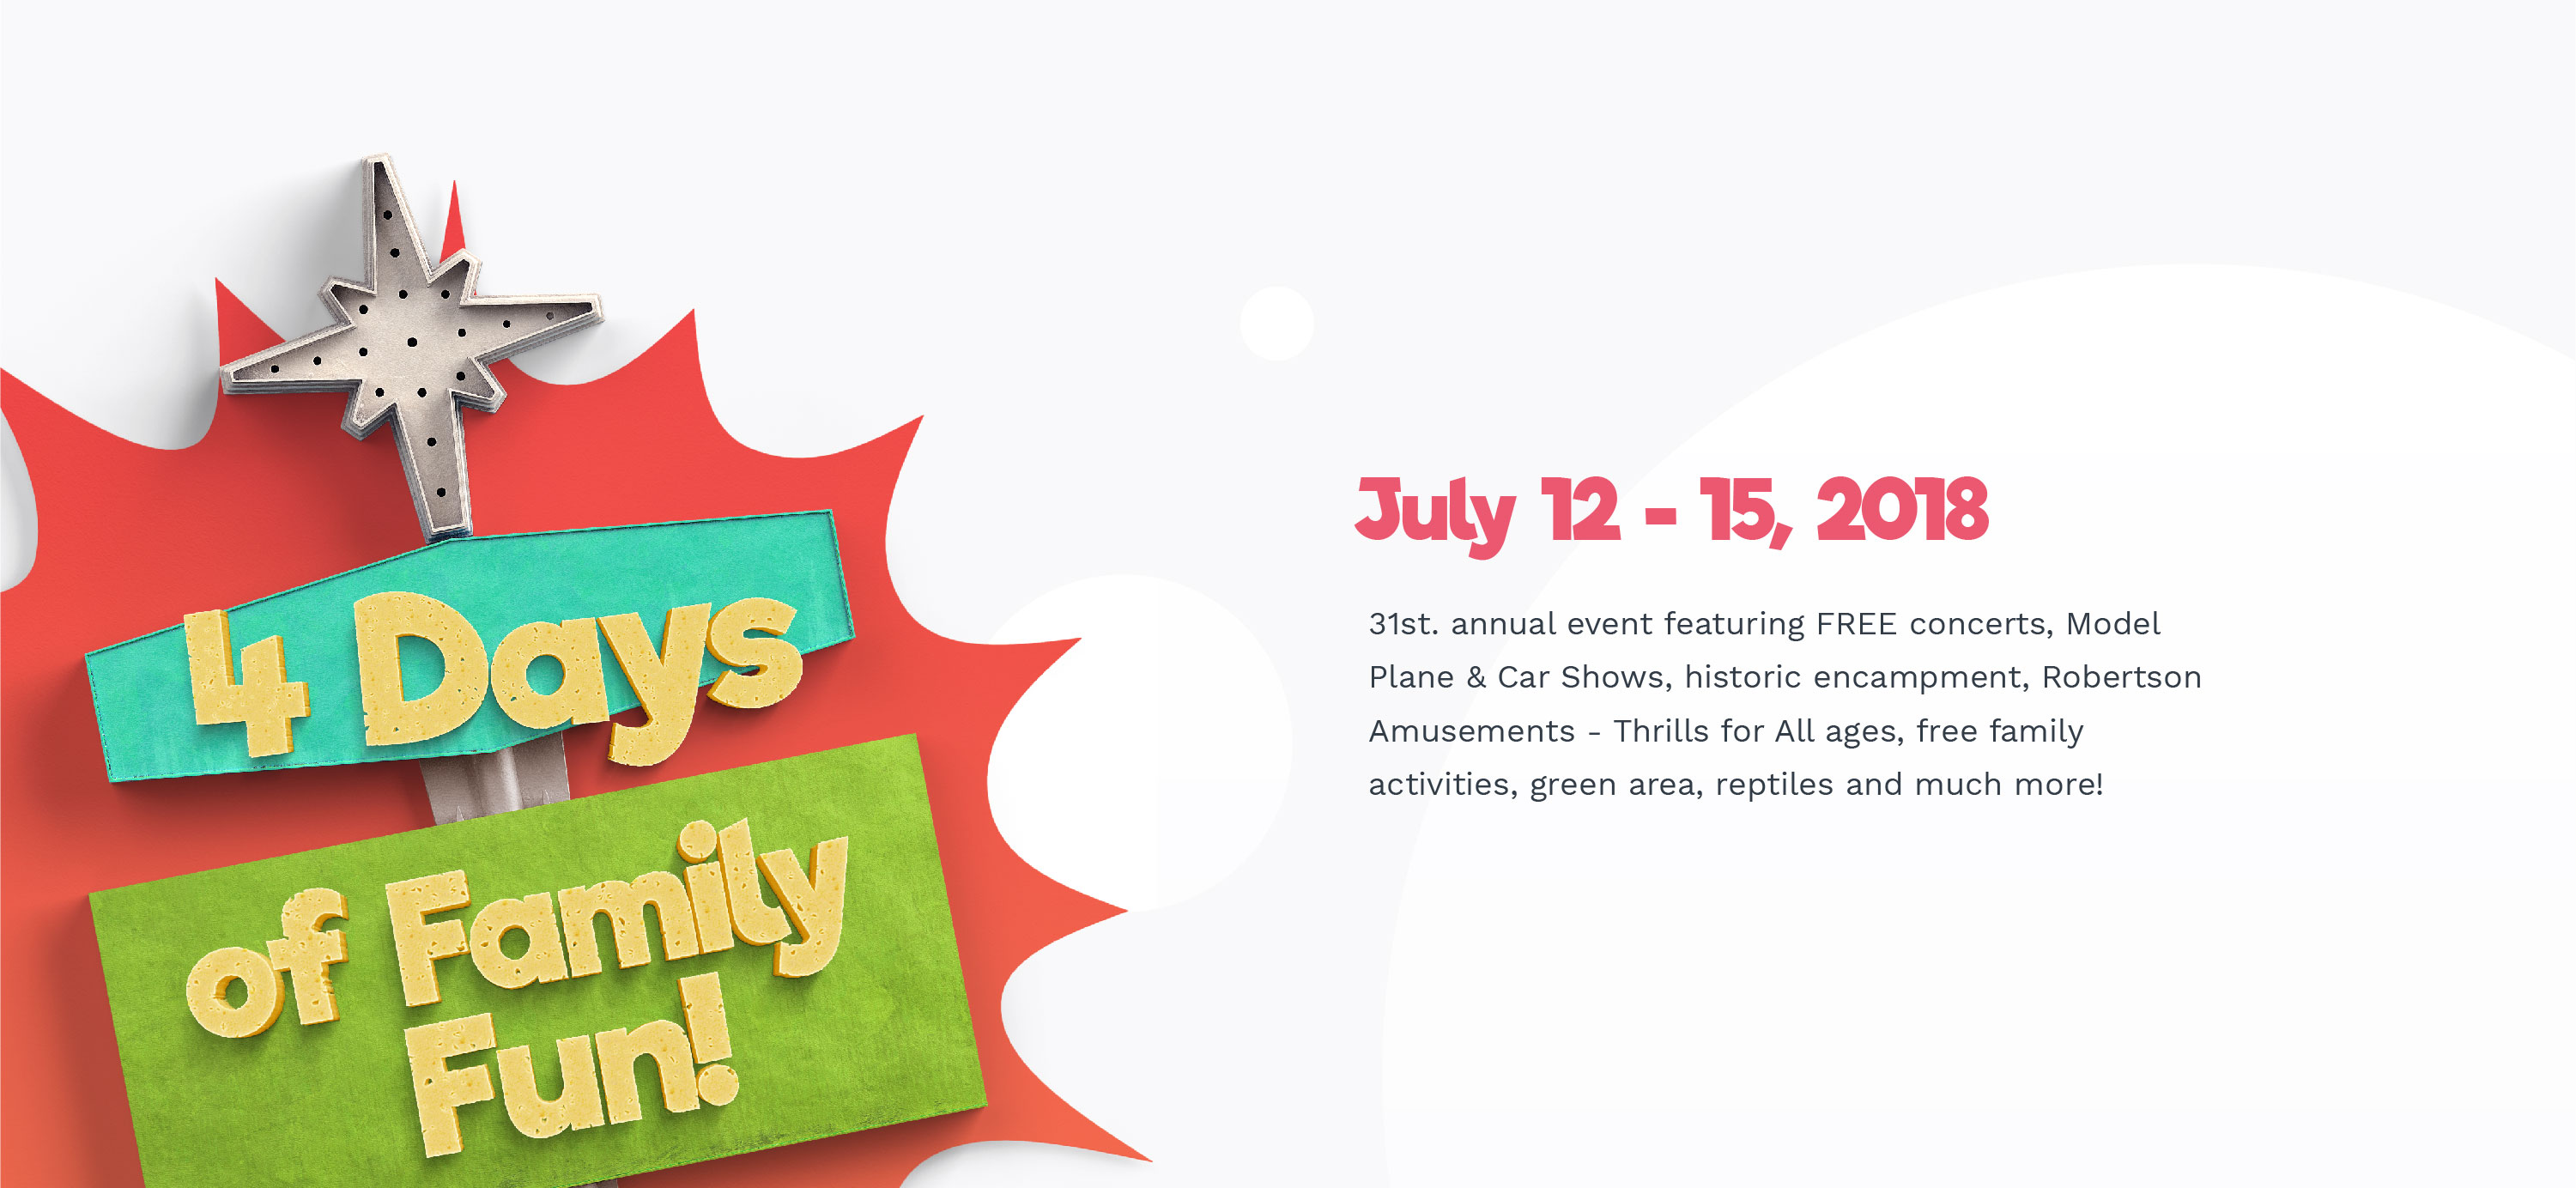 4 Days
of Family
Fun!
July 12 - 15, 2018
31st. annual event featuring FREE concerts, Model
Plane & Car Shows, historic encampment, Robertson
Amusements - Thrills for All ages, free family
activities, green area, reptiles and much more!